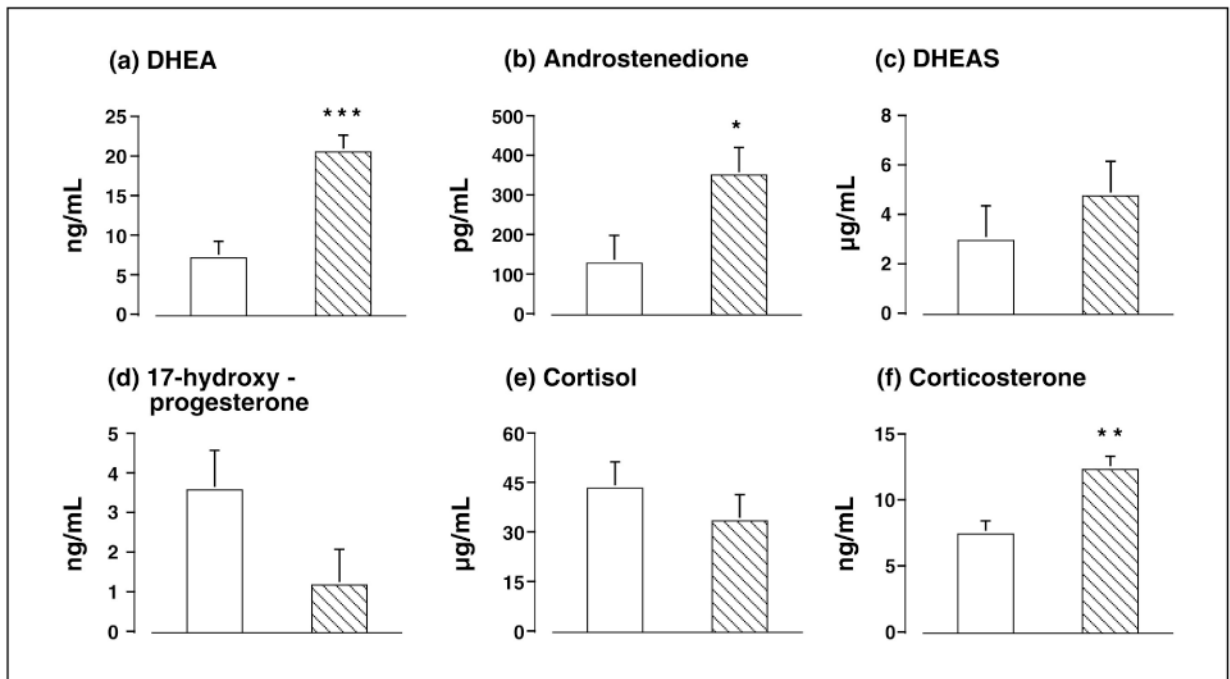 (a) DHEA
25
20
15
10
5
0
ng/mL
***
(b) Androstenedione
500
400
300
200
100
0
pg/mL
*
(c) DHEAS
8
6
4
2
0
µg/mL
(d) 17-hydroxy -
progesterone
5
4
3
2
1
0
ng/mL
(e) Cortisol
60
45
30
15
0
µg/mL
(f) Corticosterone
15
10
5
0
ng/mL
**